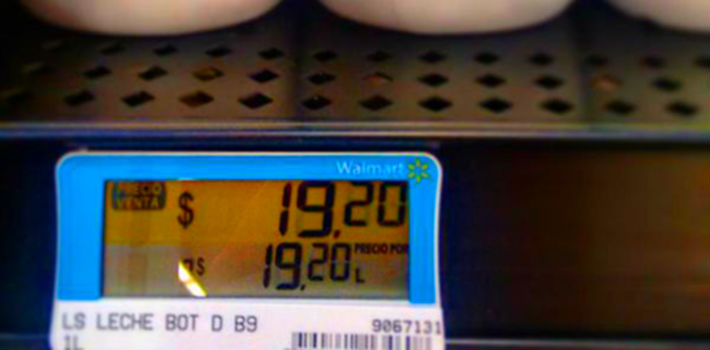 Walmart
PRECIO VENTA $ 19.20
$ 19.20 L PRECIO POR
LS LECHE BOT D B9 9067131
1L